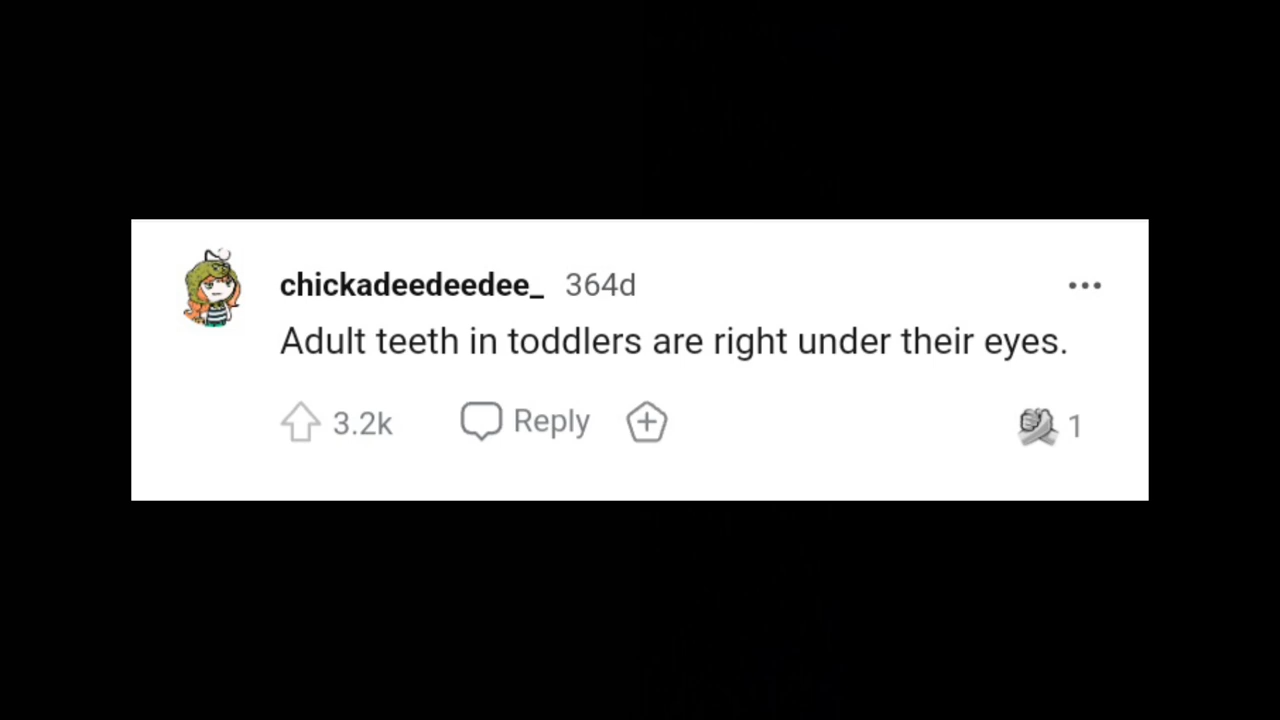 chickadeedeedee_ 364d
Adult teeth in toddlers are right under their eyes.
3.2k Reply 1